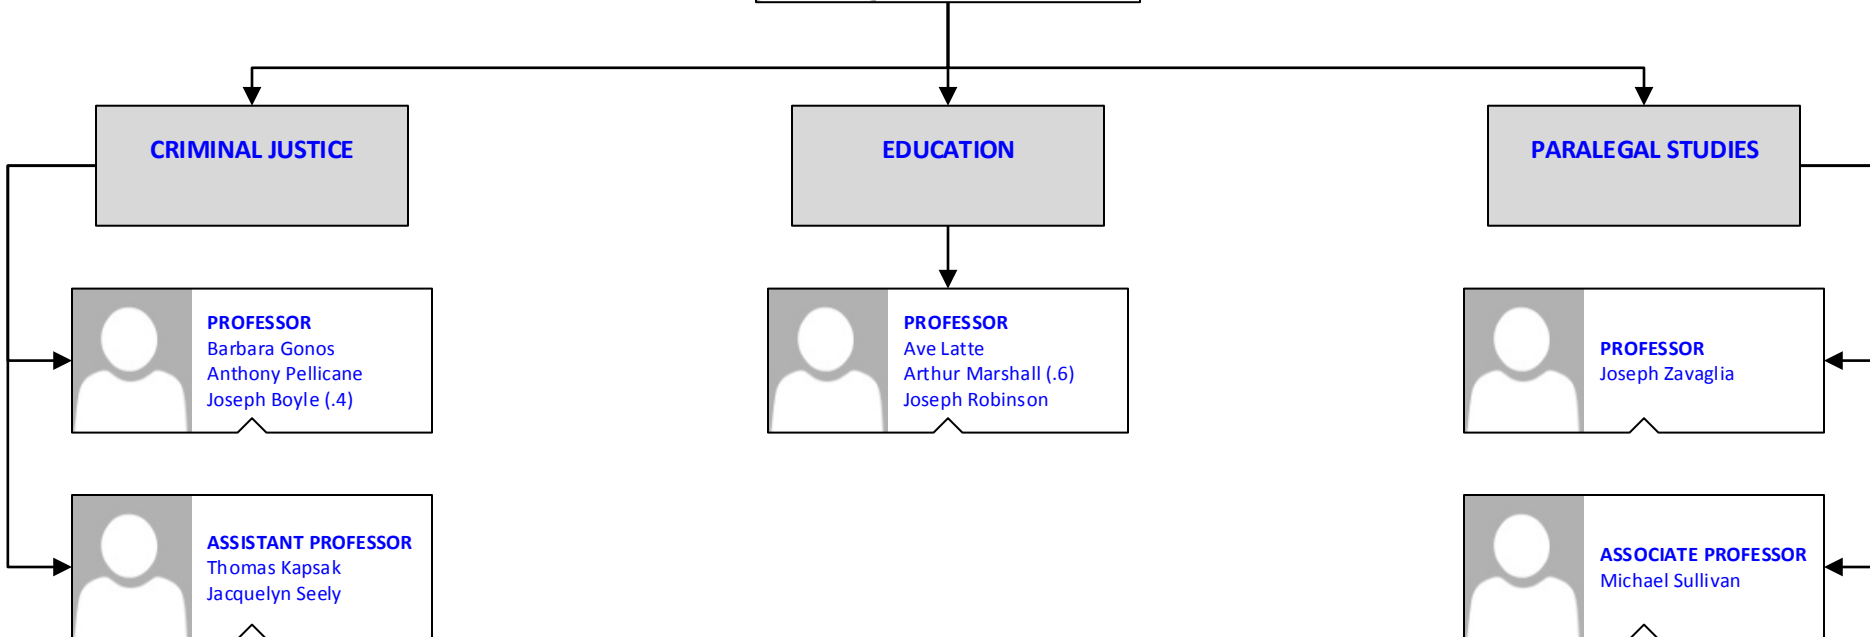 CRIMINAL JUSTICE
EDUCATION
PARALEGAL STUDIES
PROFESSOR
Barbara Gonos
Anthony Pellicane
Joseph Boyle (.4)
PROFESSOR
Ave Latte
Arthur Marshall (.6)
Joseph Robinson
PROFESSOR
Joseph Zavaglia
ASSISTANT PROFESSOR
Thomas Kapsak
Jacquelyn Seely
ASSOCIATE PROFESSOR
Michael Sullivan